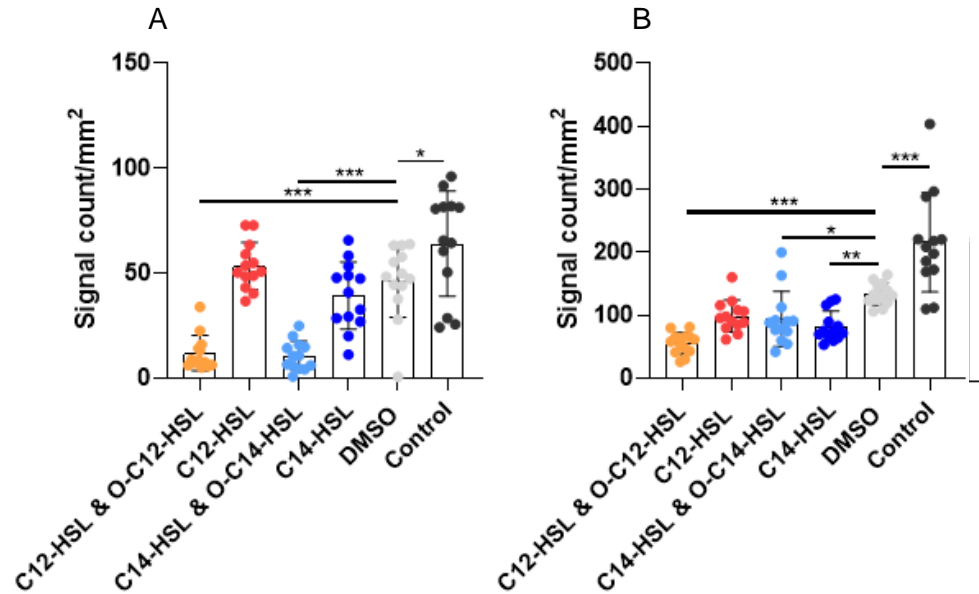 A
Signal count/mm²
150
100
50
0
***
***
*
C12-HSL & O-C12-HSL
C12-HSL
C14-HSL & O-C14-HSL
C14-HSL
DMSO
Control
B
Signal count/mm²
500
400
300
200
100
0
***
*
**
***
C12-HSL & O-C12-HSL
C12-HSL
C14-HSL & O-C14-HSL
C14-HSL
DMSO
Control